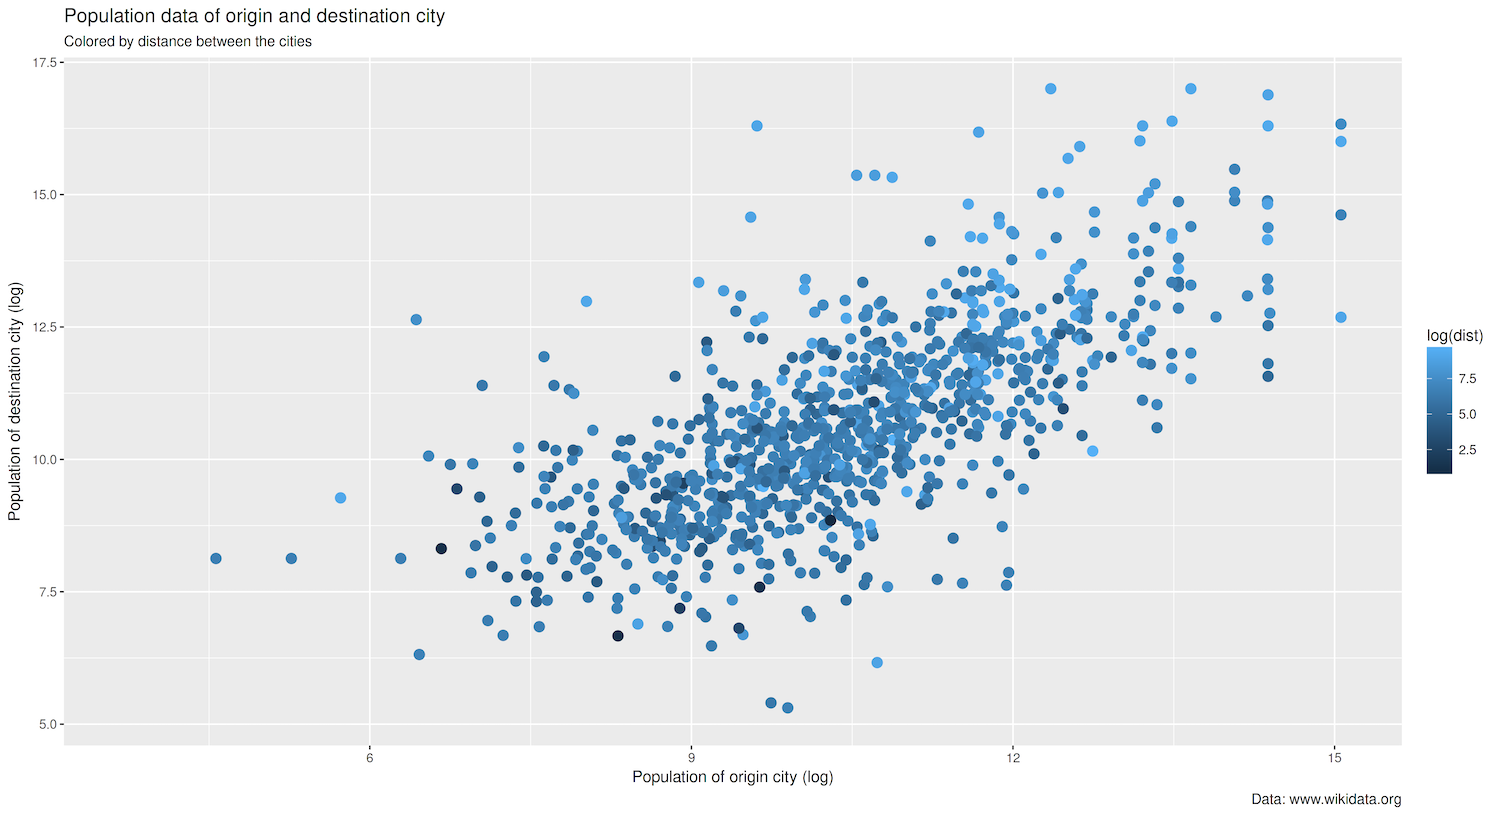 Population data of origin and destination city
Colored by distance between the cities
17.5
15.0
12.5
10.0
7.5
5.0
Population of destination city (log)
6
9
12
15
Population of origin city (log)
log(dist)
7.5
5.0
2.5
Data: www.wikidata.org